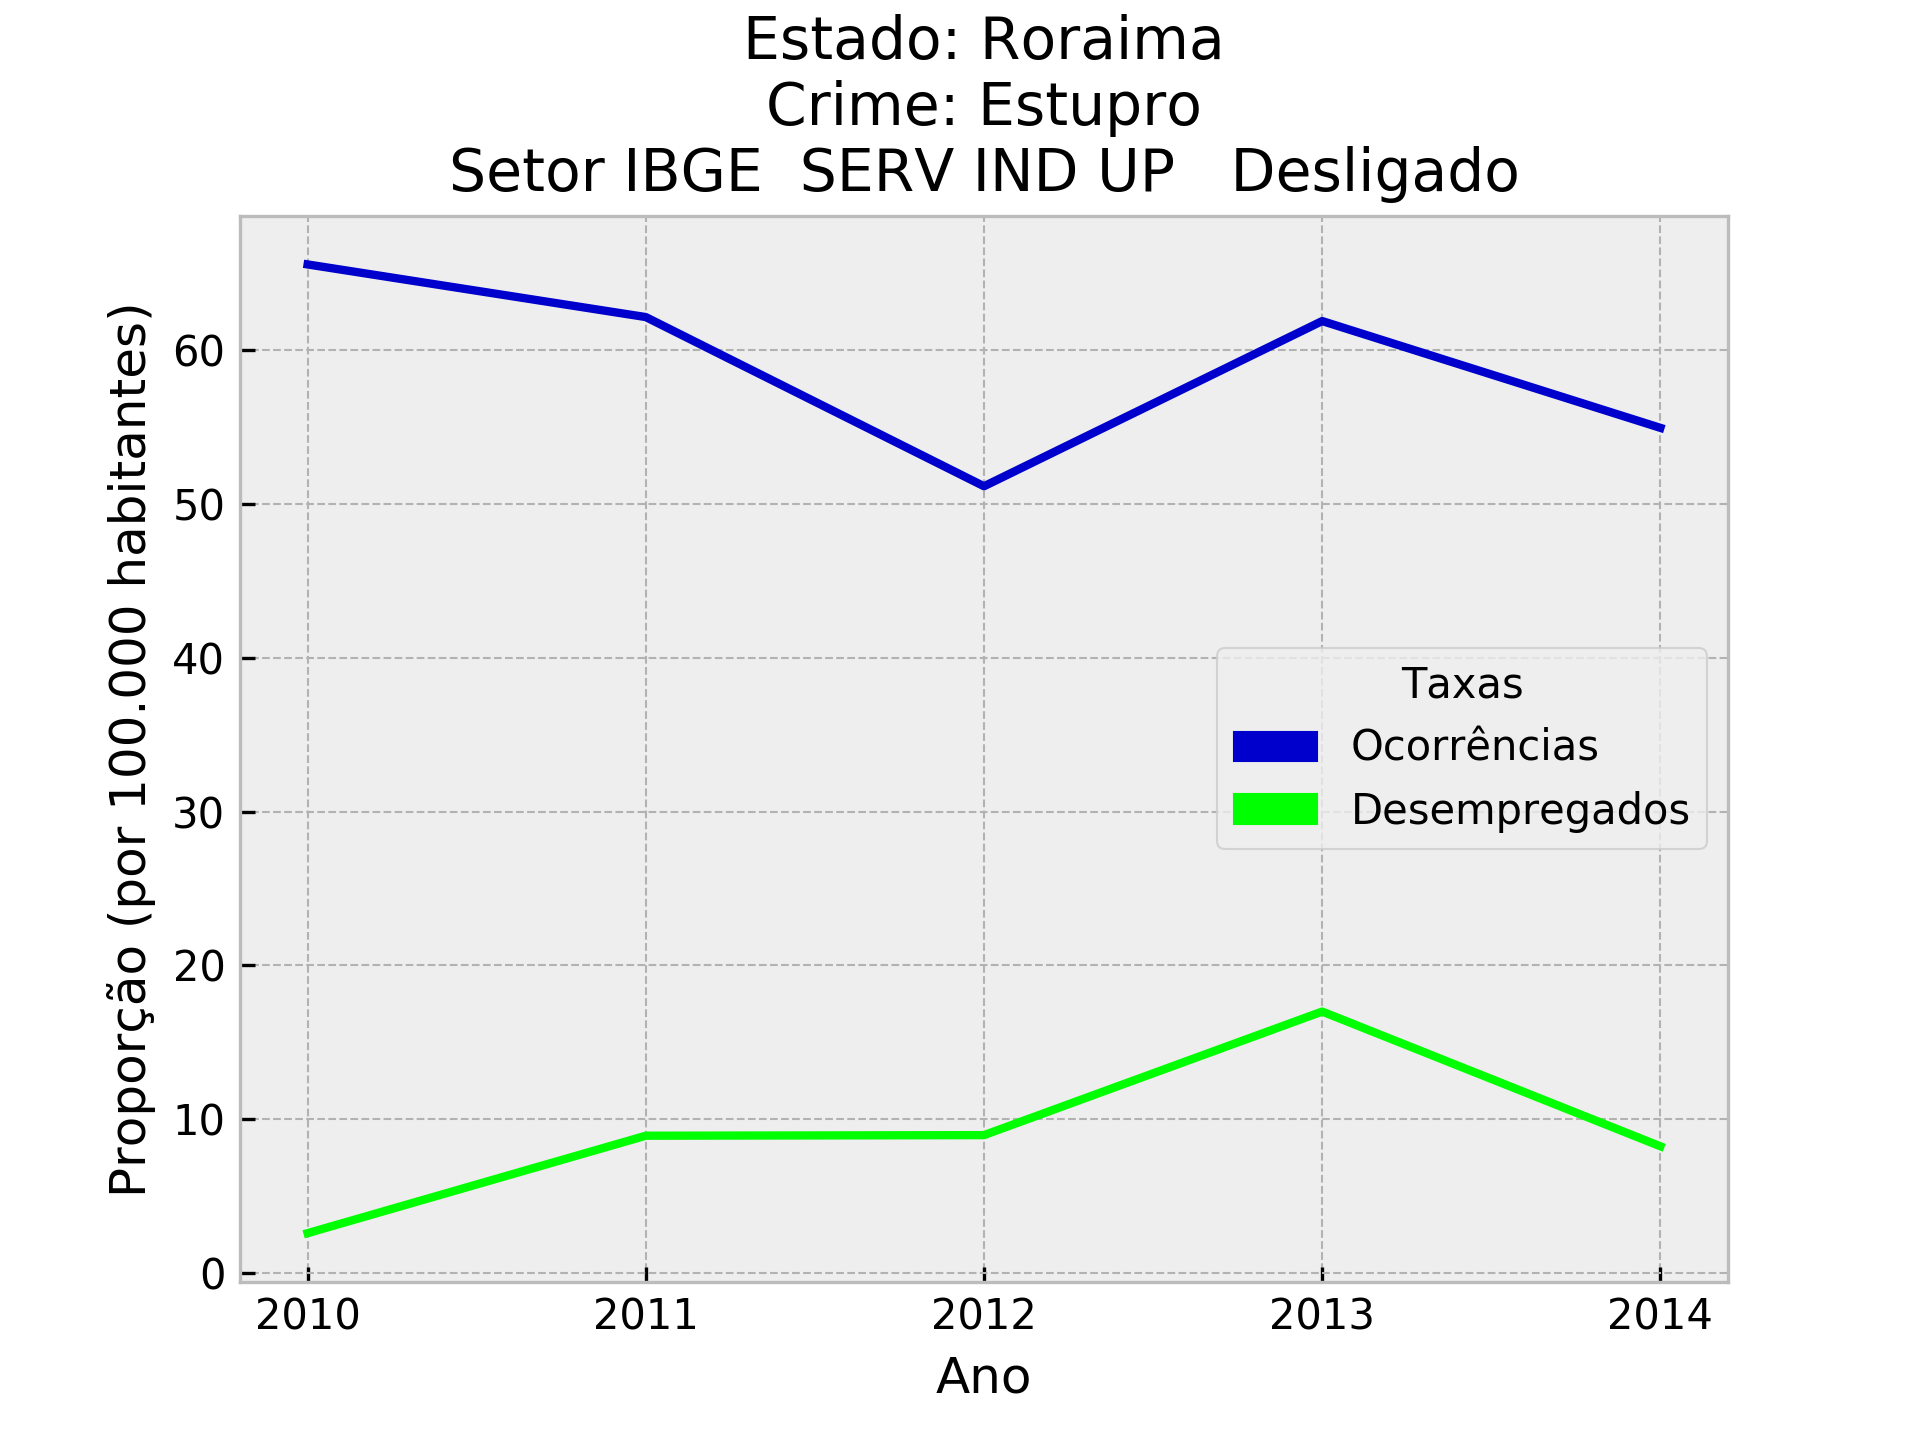 Estado: Roraima
Crime: Estupro
Setor IBGE  SERV IND UP   Desligado
Proporção (por 100.000 habitantes)
60
50
40
30
20
10
0
Taxas
Ocorrências
Desempregados
2010 2011 2012 2013 2014
Ano